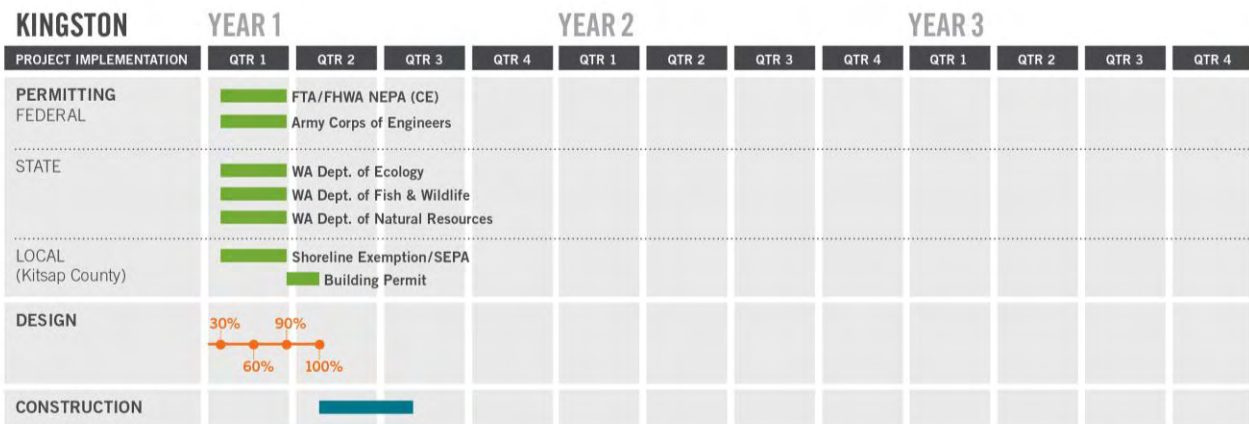 KINGSTON YEAR 1 YEAR 2 YEAR 3
PROJECT IMPLEMENTATION QTR 1 QTR 2 QTR 3 QTR 4 QTR 1 QTR 2 QTR 3 QTR 4 QTR 1 QTR 2 QTR 3 QTR 4
PERMITTING
FEDERAL
FTA/FHWA NEPA (CE)
Army Corps of Engineers
STATE
WA Dept. of Ecology
WA Dept. of Fish & Wildlife
WA Dept. of Natural Resources
LOCAL
(Kitsap County)
Shoreline Exemption/SEPA
Building Permit
DESIGN
30% 90%
60% 100%
CONSTRUCTION